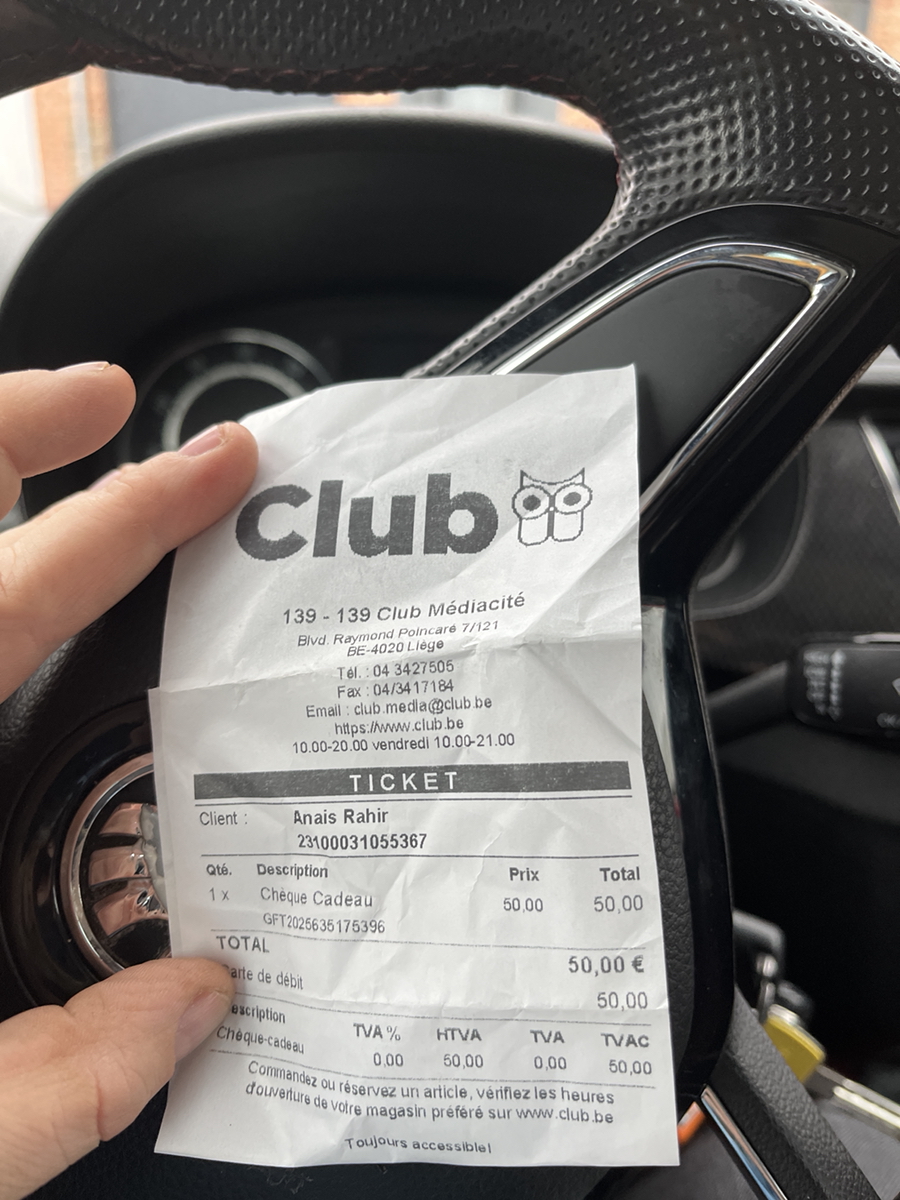 Club
139 - 139 Club Médiacité
Blvd. Raymond Poincaré 7/121
BE-4020 Liège
Tél. : 04 3427505
Fax : 04/3417184
Email : club.media@club.be
https://www.club.be
10.00-20.00 vendredi 10.00-21.00
TICKET
Client : Anais Rahir
23100031055367
Qté. Description Prix Total
1 x Chèque Cadeau 50,00 50,00
GFT2025635175396
TOTAL 50,00 €
arte de débit 50,00
escription TVA % HTVA TVA TVAC
Chèque-cadeau 0.00 50,00 0,00 50,00
Commandez ou réservez un article, vérifiez les heures
d'ouverture de votre magasin préféré sur www.club.be
Toujours accessible!